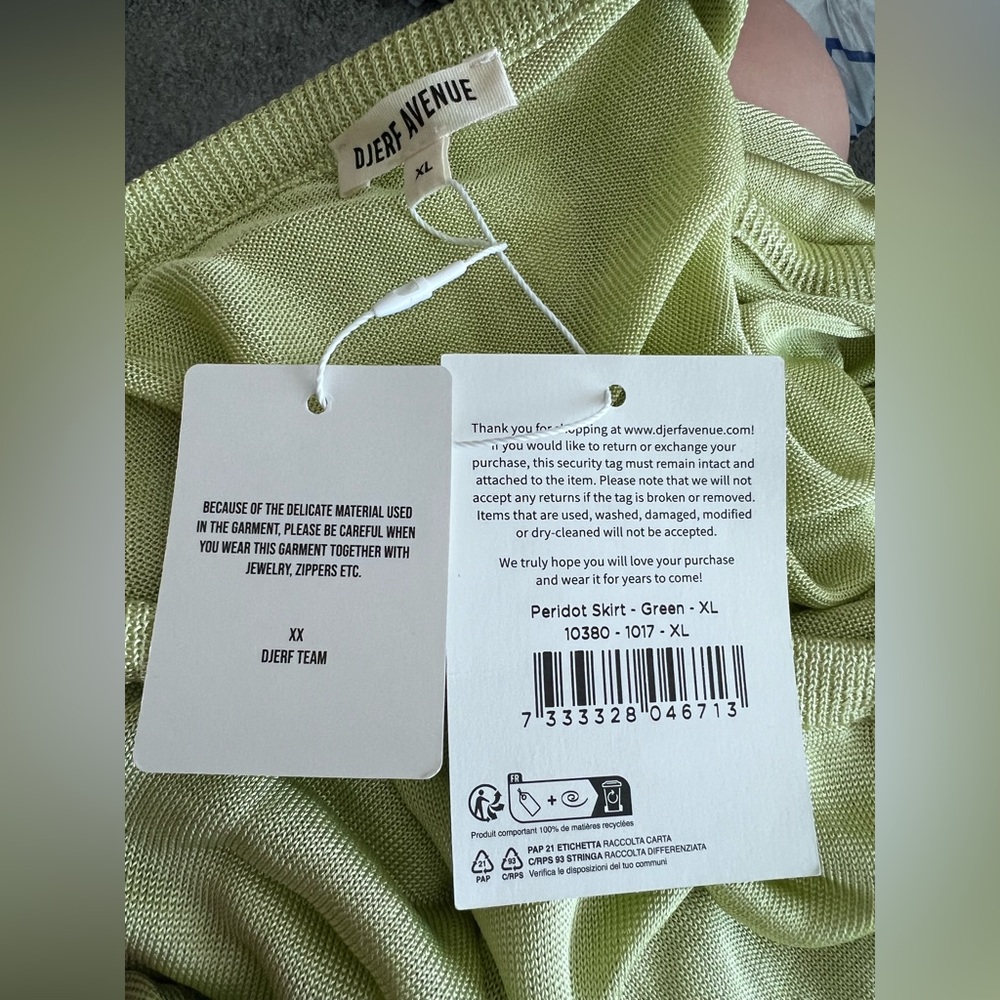 DJERF AVENUE
XL
BECAUSE OF THE DELICATE MATERIAL USED
IN THE GARMENT, PLEASE BE CAREFUL WHEN
YOU WEAR THIS GARMENT TOGETHER WITH
JEWELRY, ZIPPERS ETC.
XX
DJERF TEAM
Thank you for shopping at www.djerfavenue.com!
If you would like to return or exchange your
purchase, this security tag must remain intact and
attached to the item. Please note that we will not
accept any returns if the tag is broken or removed.
Items that are used, washed, damaged, modified
or dry-cleaned will not be accepted.
We truly hope you will love your purchase
and wear it for years to come!
Peridot Skirt - Green - XL
10380 - 1017 - XL
7 333328 046713
FR
Produit comportant 100% de matières recyclées
21
PAP
93
C/RPS
PAP 21 ETICHETTA RACCOLTA CARTA
C/RPS 93 STRINGA RACCOLTA DIFFERENZIATA
Verifica le disposizioni del tuo communi